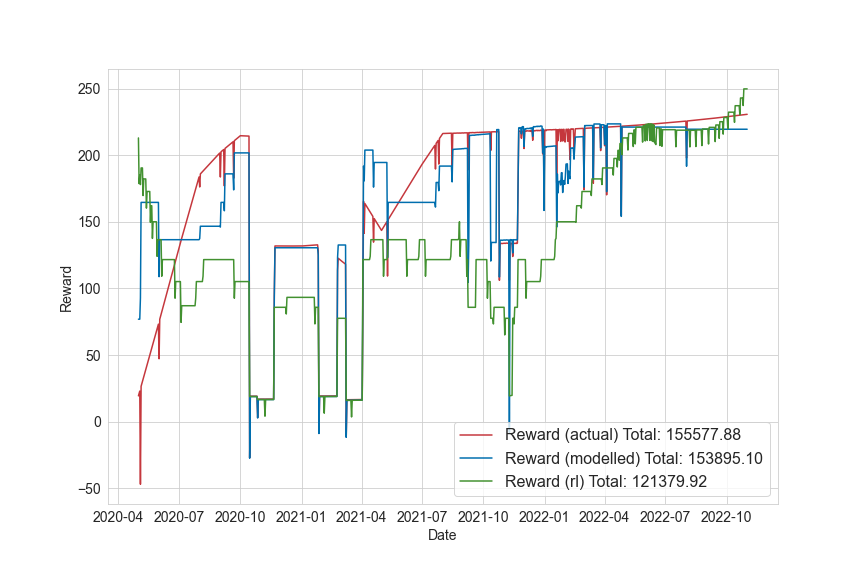 250
200
150
100
50
0
−50
Reward
2020-04 2020-07 2020-10 2021-01 2021-04 2021-07 2021-10 2022-01 2022-04 2022-07 2022-10
Date
Reward (actual) Total: 155577.88
Reward (modelled) Total: 153895.10
Reward (rl) Total: 121379.92